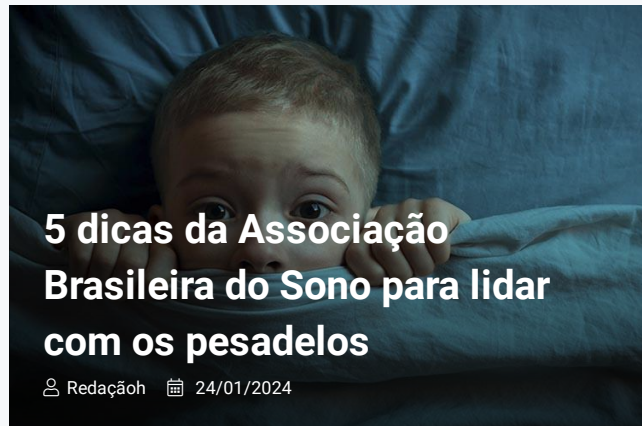 5 dicas da Associação
Brasileira do Sono para lidar
com os pesadelos
Redaçãoh 24/01/2024